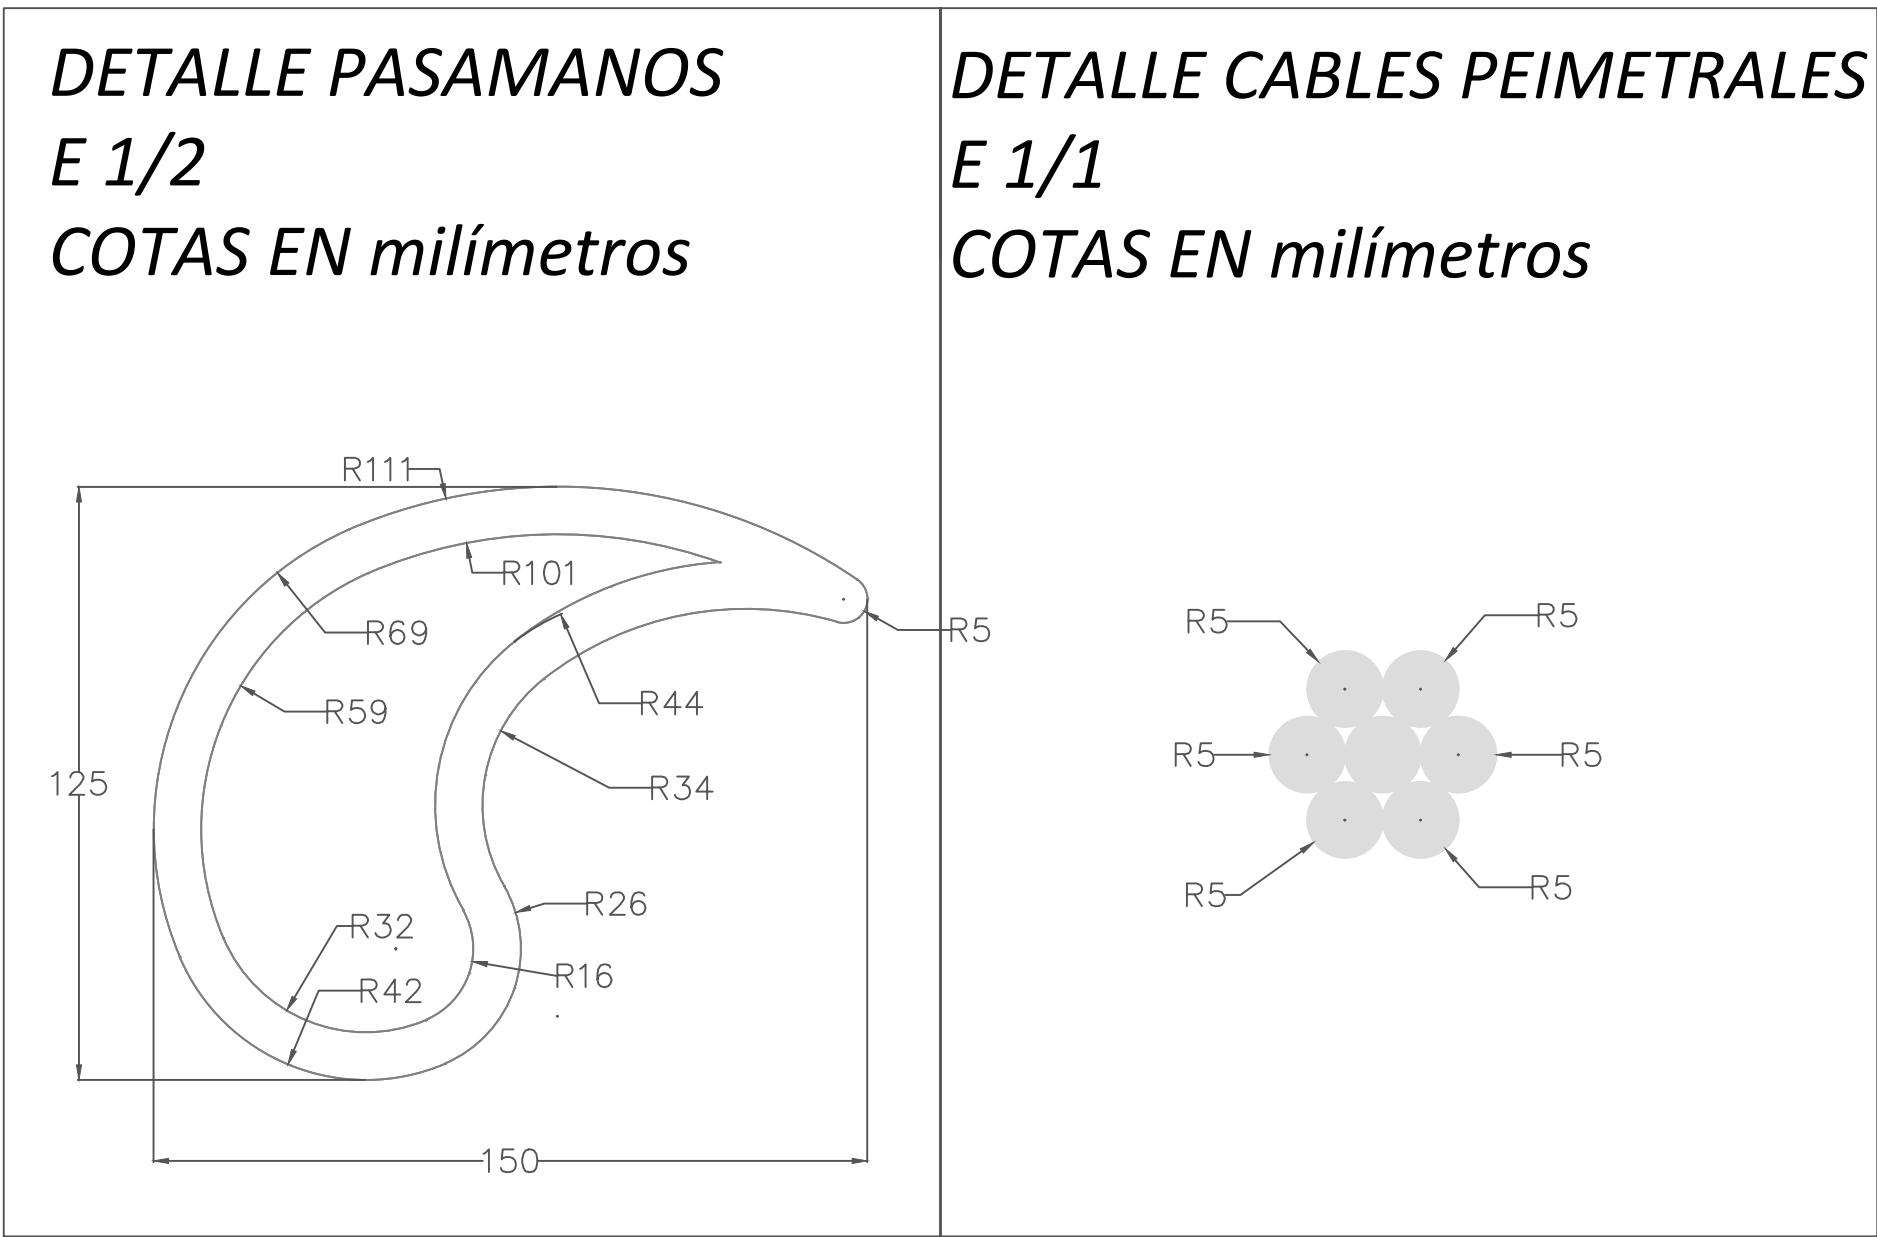 DETALLE PASAMANOS
E 1/2
COTAS EN milímetros
R111
R101
R69
R5
R59
R44
125
R34
R26
R32
R16
R42
150
DETALLE CABLES PEIMETRALES
E 1/1
COTAS EN milímetros
R5
R5
R5
R5
R5
R5